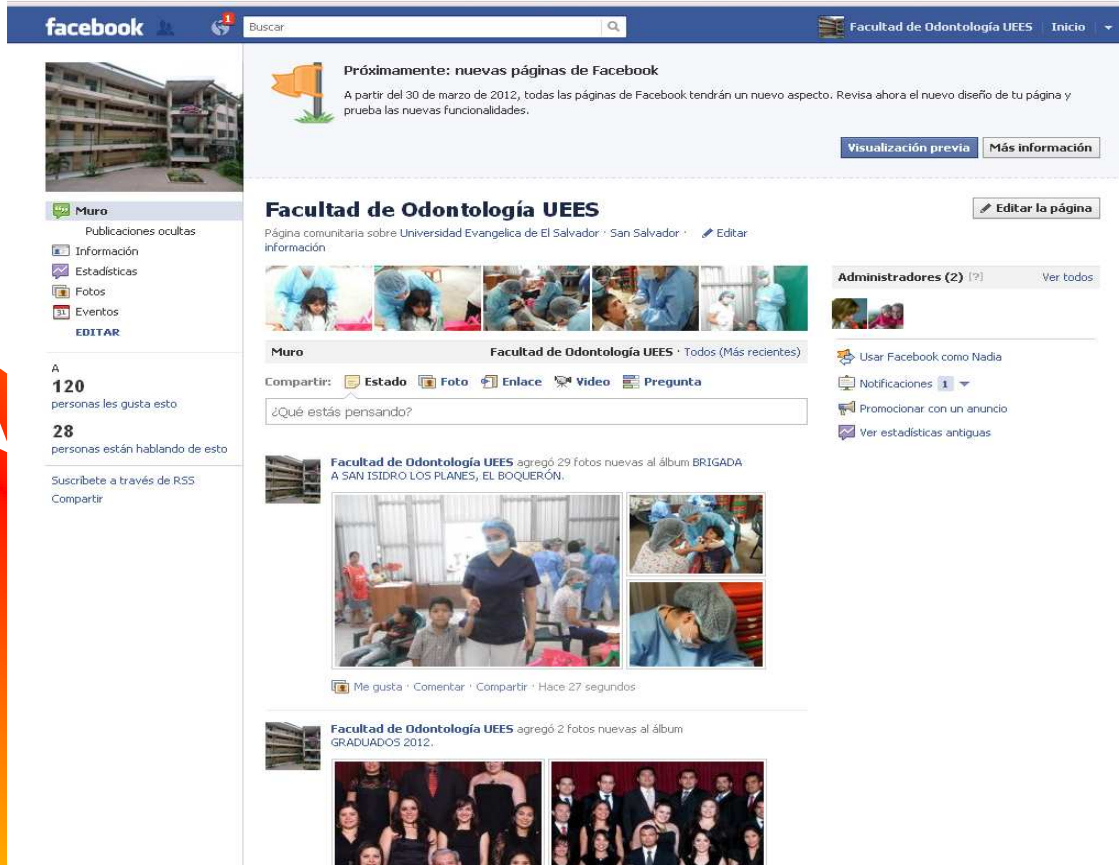 facebook
1
Buscar
Facultad de Odontología UEES
Inicio
Próximamente: nuevas páginas de Facebook
A partir del 30 de marzo de 2012, todas las páginas de Facebook tendrán un nuevo aspecto. Revisa ahora el nuevo diseño de tu página y
prueba las nuevas funcionalidades.
Visualización previa
Más información
Muro
Publicaciones ocultas
Información
Estadísticas
Fotos
31 Eventos
EDITAR
A
120
personas les gusta esto
28
personas están hablando de esto
Suscríbete a través de RSS
Compartir
Facultad de Odontología UEES
Editar la página
Página comunitaria sobre Universidad Evangelica de El Salvador · San Salvador · Editar
información
Muro
Facultad de Odontología UEES · Todos (Más recientes)
Compartir: Estado Foto Enlace Video Pregunta
¿Qué estás pensando?
Facultad de Odontología UEES agregó 29 fotos nuevas al álbum BRIGADA
A SAN ISIDRO LOS PLANES, EL BOQUERÓN.
Me gusta · Comentar · Compartir · Hace 27 segundos
Facultad de Odontología UEES agregó 2 fotos nuevas al álbum
GRADUADOS 2012.
Administradores (2) [?]
Ver todos
Usar Facebook como Nadia
Notificaciones 1
Promocionar con un anuncio
Ver estadísticas antiguas